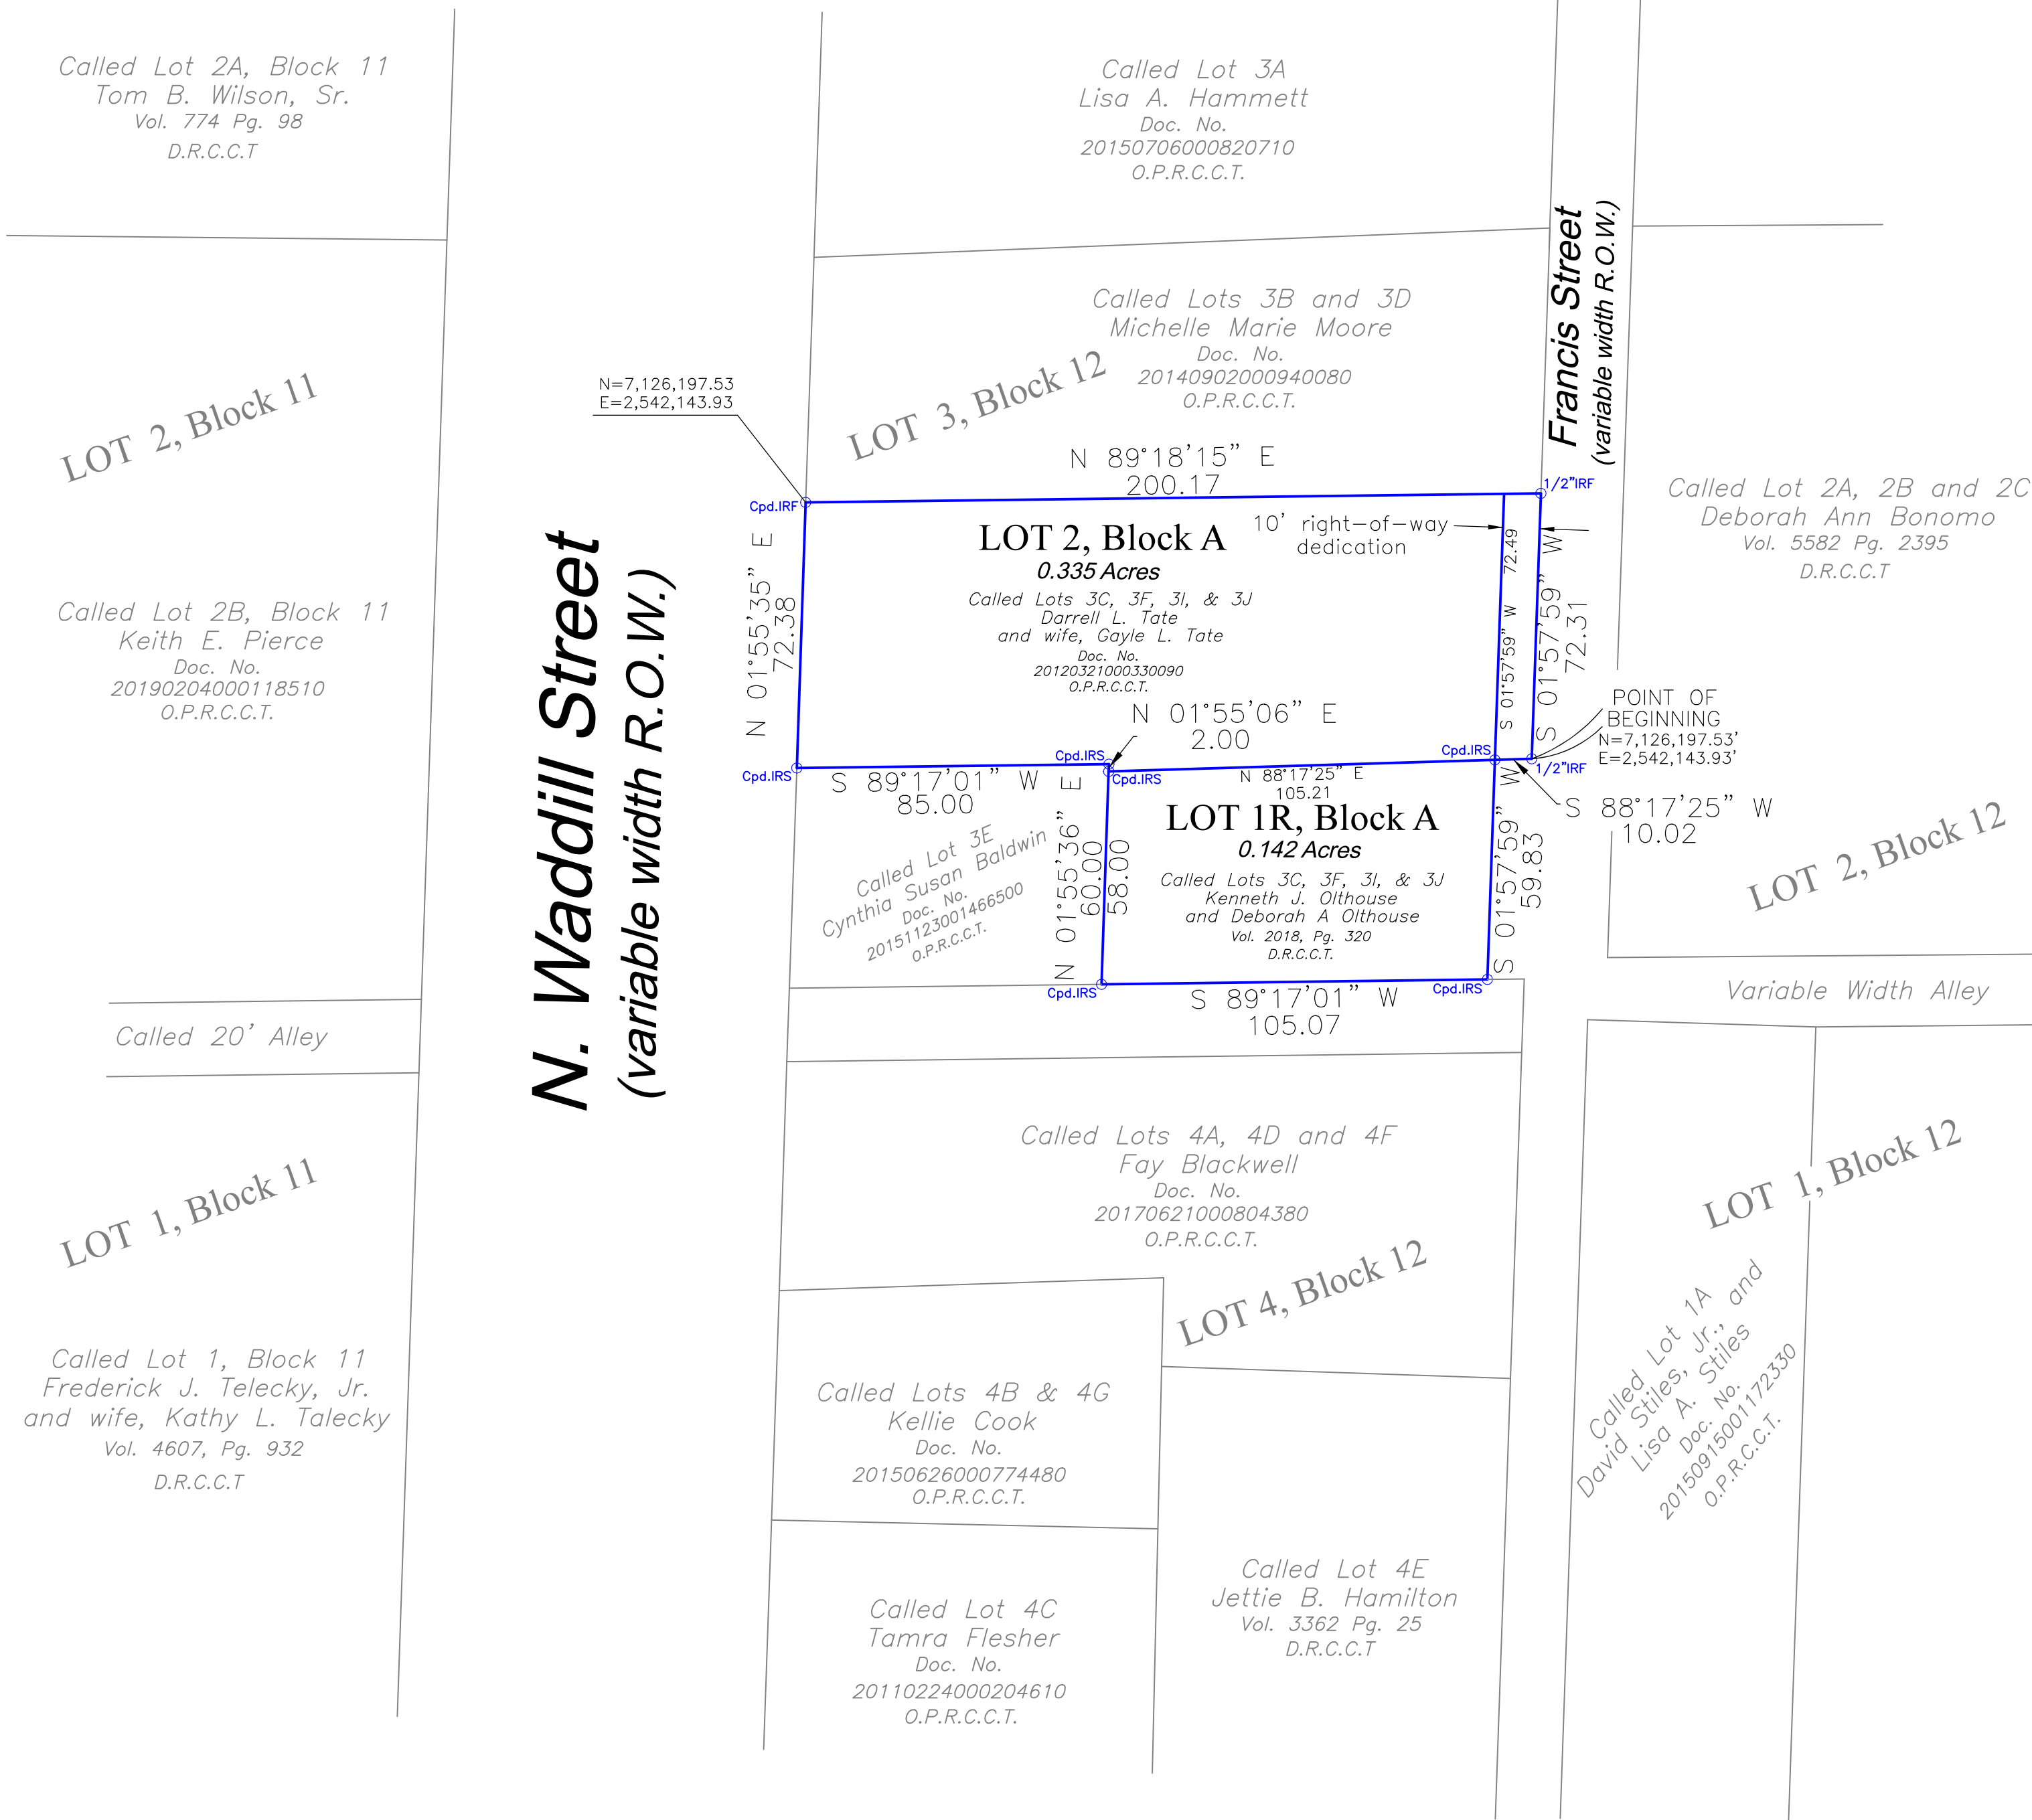 Called Lot 2A, Block 11
Tom B. Wilson, Sr.
Vol. 774 Pg. 98
D.R.C.C.T
Called Lot 3A
Lisa A. Hammett
Doc. No.
20150706000820710
O.P.R.C.C.T.
Francis Street
(variable width R.O.W.)
Called Lots 3B and 3D
Michelle Marie Moore
Doc. No.
20140902000940080
O.P.R.C.C.T.
LOT 3, Block 12
N=7,126,197.53
E=2,542,143.93
LOT 2, Block 11
N 89°18'15" E
200.17
Cpd.IRF
1/2"IRF
Called Lot 2A, 2B and 2C
Deborah Ann Bonomo
Vol. 5582 Pg. 2395
D.R.C.C.T
LOT 2, Block A
0.335 Acres
Called Lots 3C, 3F, 3I, & 3J
Darrell L. Tate
and wife, Gayle L. Tate
Doc. No.
20120321000330090
O.P.R.C.C.T.
10' right-of-way
dedication
S 01°57'59" W 72.49
S 01°57'59" W
72.31
N 01°55'35" E
72.38
Called Lot 2B, Block 11
Keith E. Pierce
Doc. No.
20190204000118510
O.P.R.C.C.T.
N. Waddill Street
(variable width R.O.W.)
N 01°55'06" E
2.00
POINT OF
BEGINNING
N=7,126,197.53'
E=2,542,143.93'
Cpd.IRS
Cpd.IRS
Cpd.IRS
Cpd.IRS
1/2"IRF
S 89°17'01" W
85.00
N 88°17'25" E
105.21
S 88°17'25" W
10.02
LOT 1R, Block A
0.142 Acres
Called Lots 3C, 3F, 3I, & 3J
Kenneth J. Olthouse
and Deborah A Olthouse
Vol. 2018, Pg. 320
D.R.C.C.T.
N 01°55'36" E
60.00
58.00
S 01°57'59" W
59.83
Called Lot 3E
Cynthia Susan Baldwin
Doc. No.
20151123001466500
O.P.R.C.C.T.
LOT 2, Block 12
Cpd.IRS
Cpd.IRS
S 89°17'01" W
105.07
Variable Width Alley
Called 20' Alley
Called Lots 4A, 4D and 4F
Fay Blackwell
Doc. No.
20170621000804380
O.P.R.C.C.T.
LOT 1, Block 11
LOT 4, Block 12
LOT 1, Block 12
Called Lot 1, Block 11
Frederick J. Telecky, Jr.
and wife, Kathy L. Talecky
Vol. 4607, Pg. 932
D.R.C.C.T
Called Lots 4B & 4G
Kellie Cook
Doc. No.
20150626000774480
O.P.R.C.C.T.
Called Lot 1A
David Stiles, Jr., and
Lisa A. Stiles
Doc. No.
20150915001172330
O.P.R.C.C.T.
Called Lot 4C
Tamra Flesher
Doc. No.
20110224000204610
O.P.R.C.C.T.
Called Lot 4E
Jettie B. Hamilton
Vol. 3362 Pg. 25
D.R.C.C.T